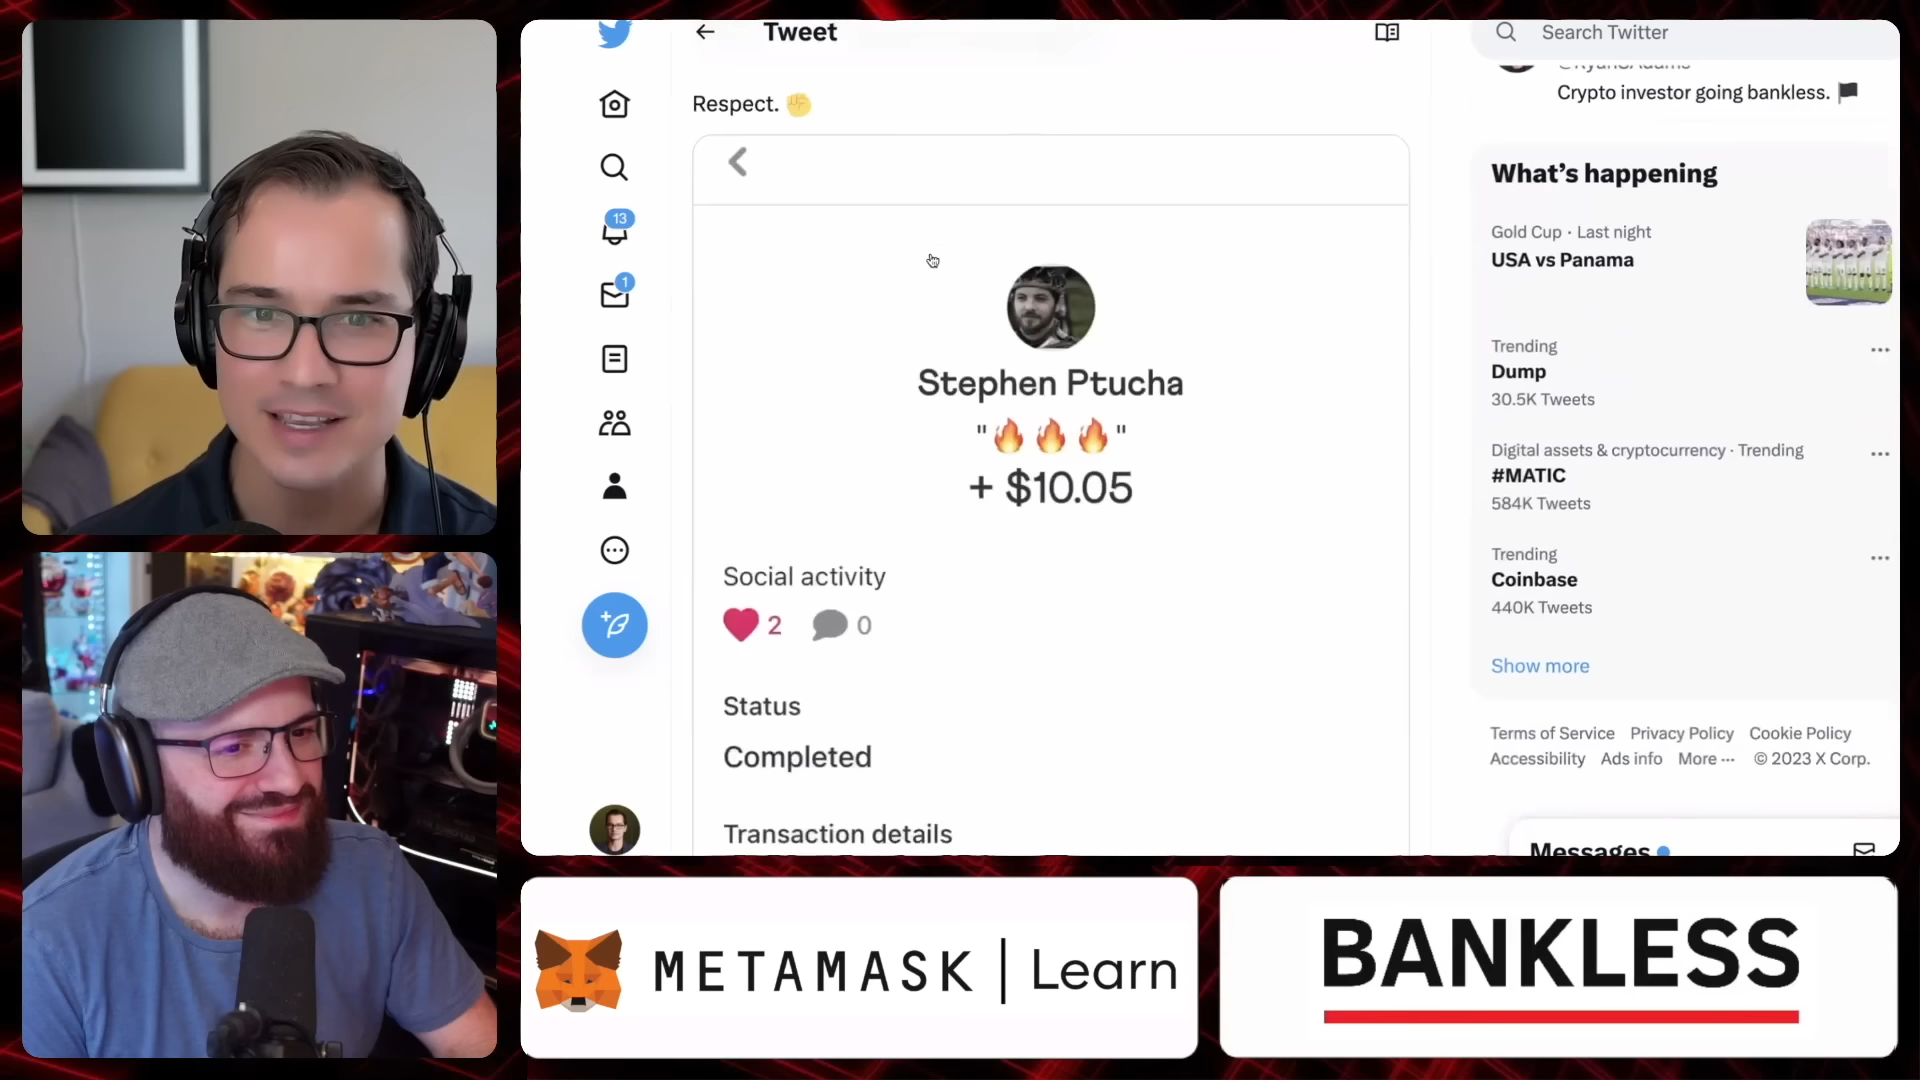 Tweet
Search Twitter
@RyanSAdams
Crypto investor going bankless. 🏴
Respect. ✊
13
1
Stephen Ptucha
"🔥🔥🔥"
+ $10.05
Social activity
2 0
Status
Completed
Transaction details
What's happening
Gold Cup · Last night
USA vs Panama
Trending
Dump
30.5K Tweets
Digital assets & cryptocurrency · Trending
#MATIC
584K Tweets
Trending
Coinbase
440K Tweets
Show more
Terms of Service Privacy Policy Cookie Policy
Accessibility Ads info More ··· © 2023 X Corp.
Messages
METAMASK | Learn
BANKLESS